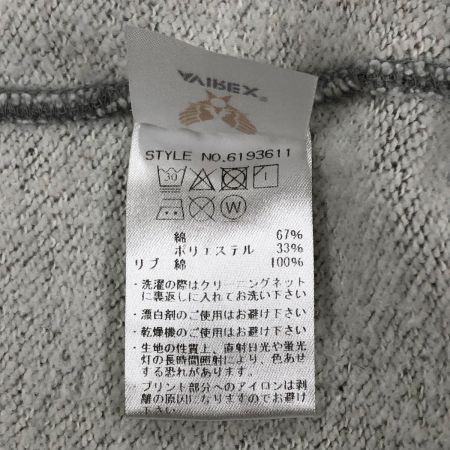 AVIREX®
STYLE NO.6193611
30
W
綿 67%
ポリエステル 33%
リブ 綿 100%
・洗濯の際はクリーニングネット
に裏返しに入れてお洗い下さい
・漂白剤のご使用はお避け下さい
・乾燥機のご使用はお避け下さい
・生地の性質上、直射日光や蛍光
灯の長時間照射により、色あせ
する恐れがあります。
・プリント部分へのアイロンは剥
離の原因になりますのでお避け
下さい